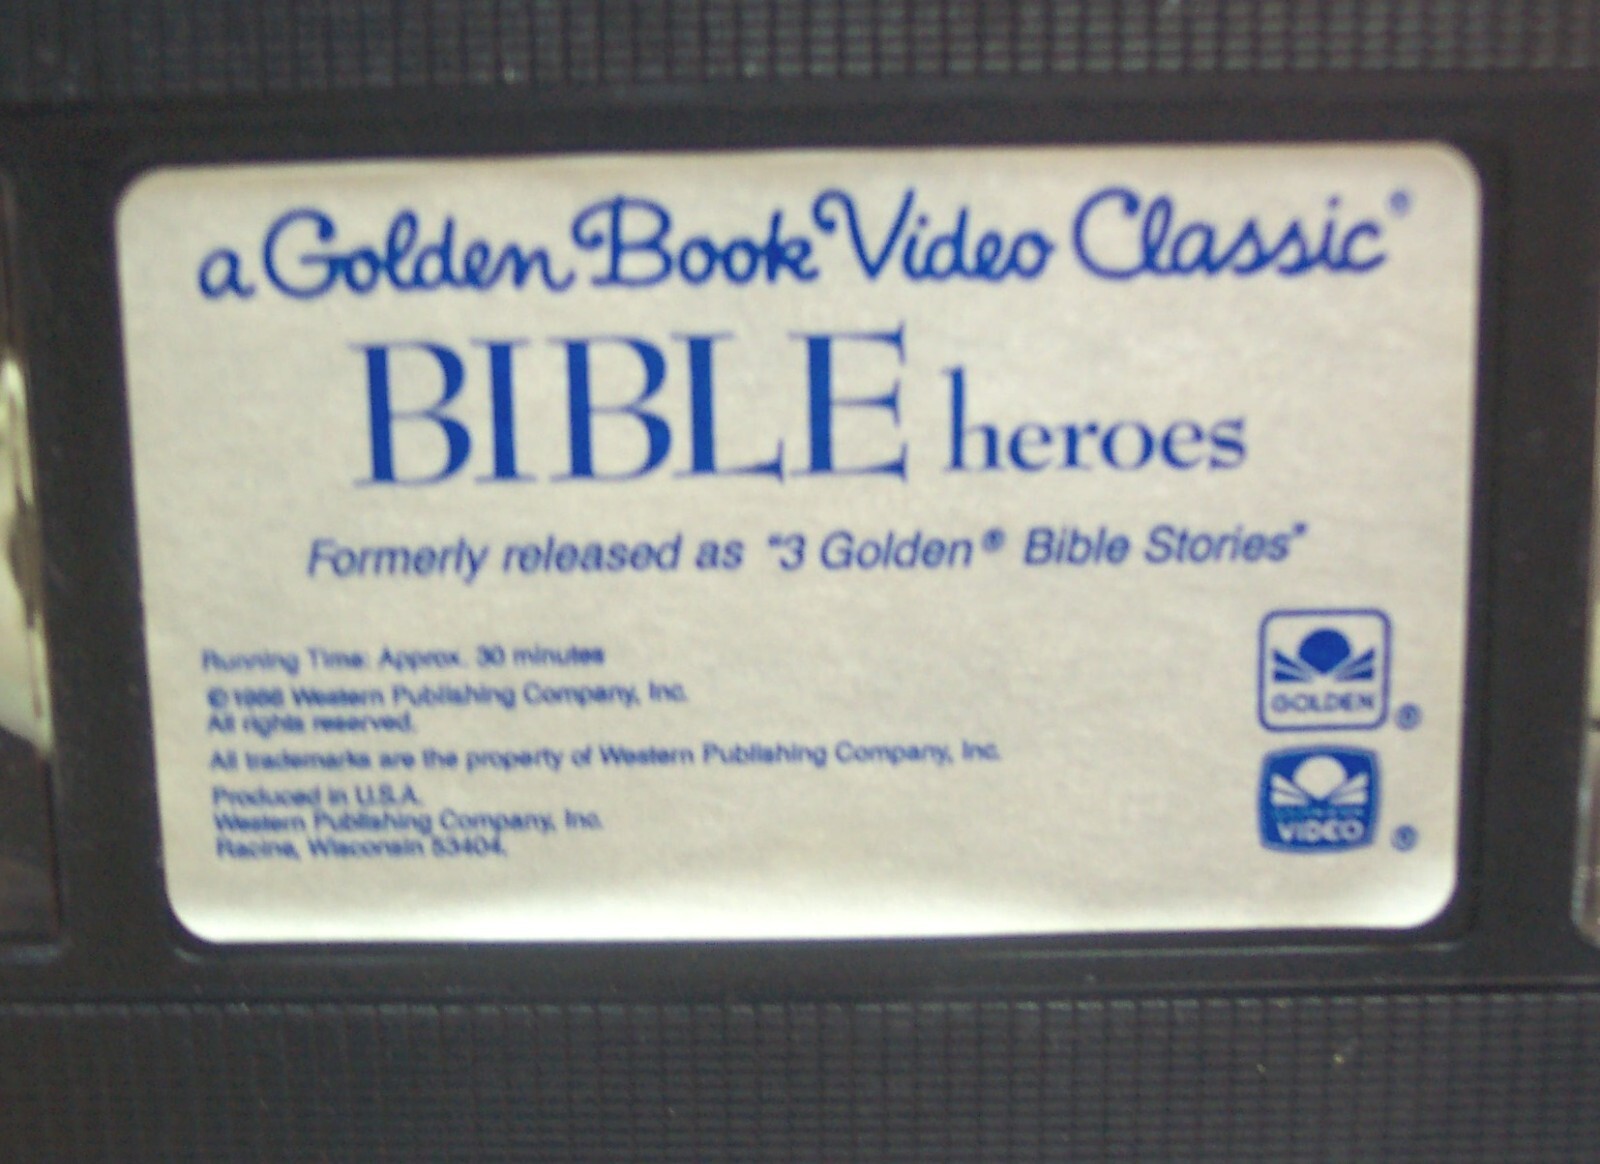 a Golden Book Video Classic®
BIBLE heroes
Formerly released as "3 Golden® Bible Stories"
Running Time: Approx. 30 minutes
© 1986 Western Publishing Company, Inc.
All rights reserved.
All trademarks are the property of Western Publishing Company, Inc.
Produced in U.S.A.
Western Publishing Company, Inc.
Racine, Wisconsin 53404.
GOLDEN ®
VIDEO ®